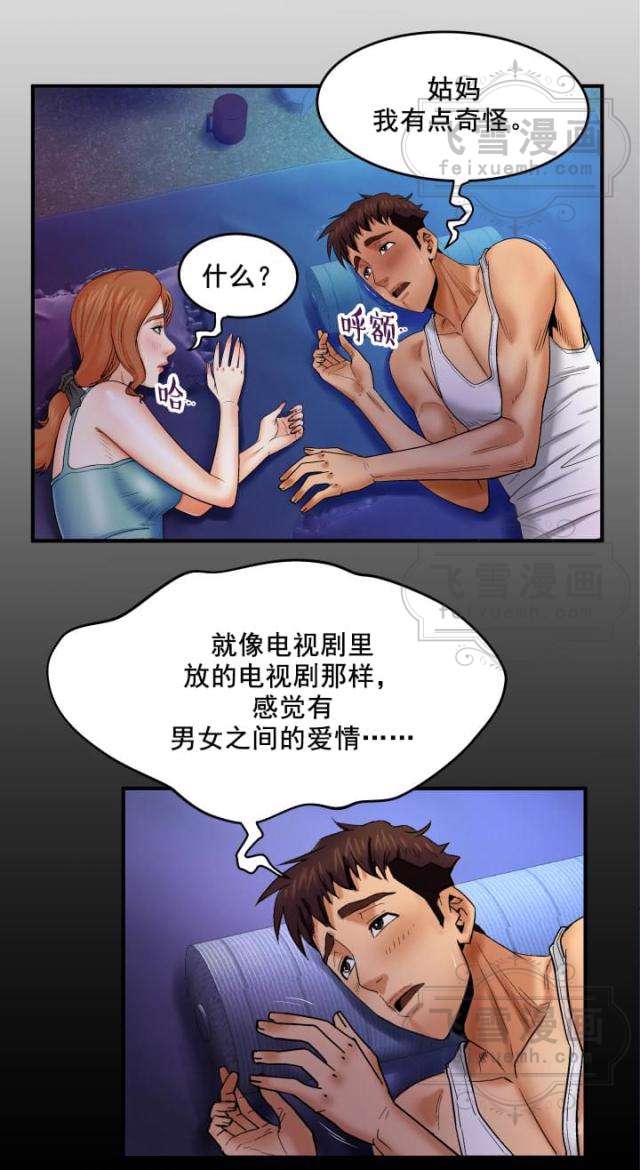 姑妈
我有点奇怪。
飞雪漫画
feixuemh.com
什么？
呼额..
哈..
飞雪漫画
feixuemh.com
就像电视剧里
放的电视剧那样，
感觉有
男女之间的爱情……
飞雪漫画
feixuemh.com